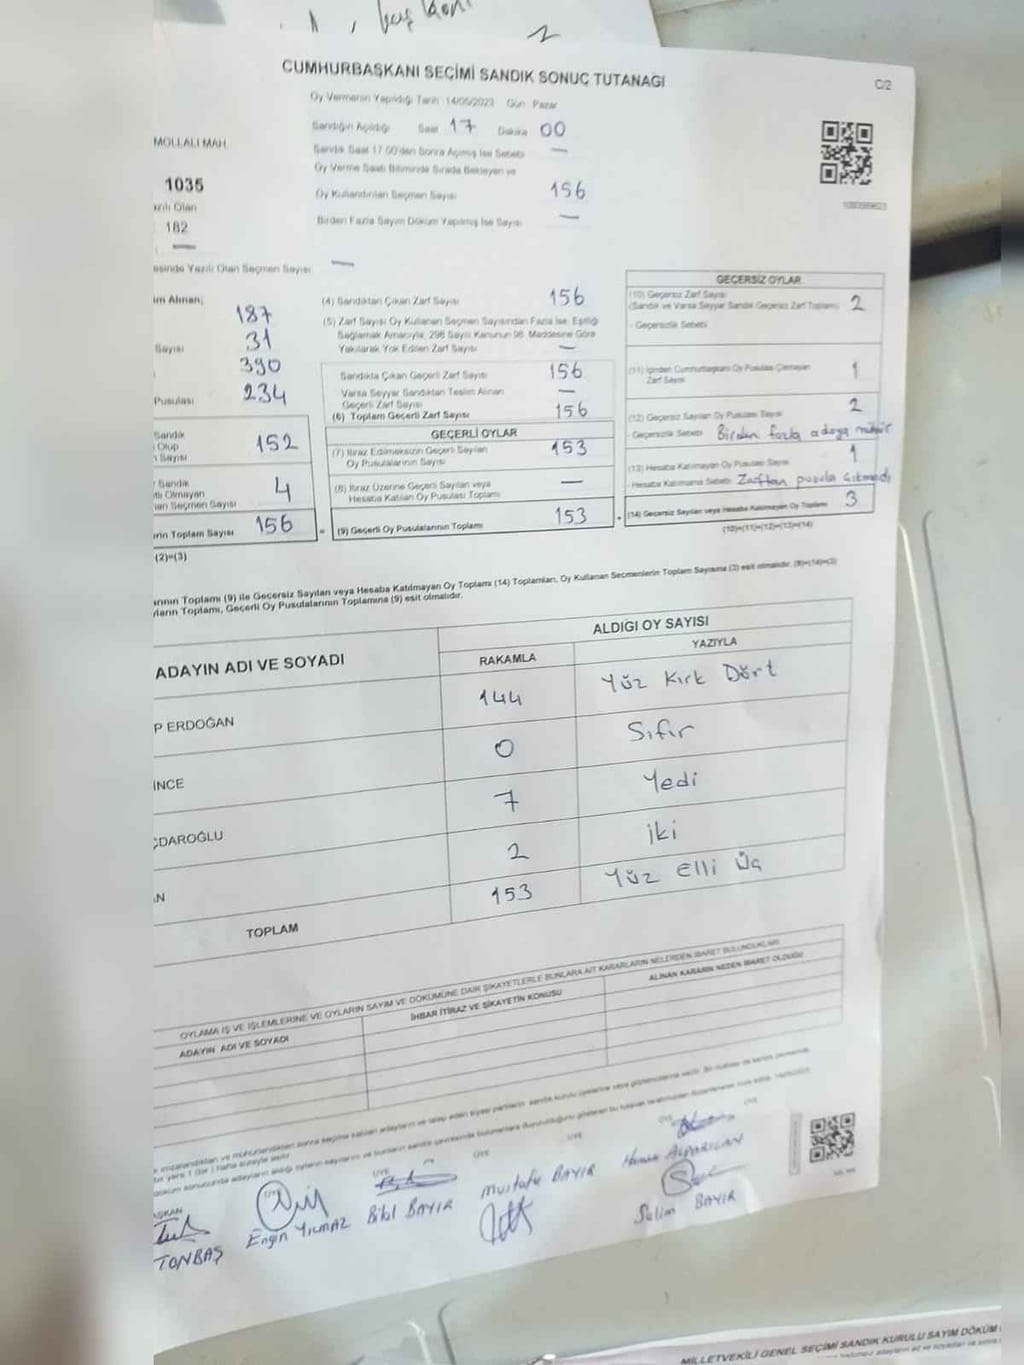 CUMHURBAŞKANI SEÇİMİ SANDIK SONUÇ TUTANAĞI
C/2
Oy Vermenin Yapıldığı Tarih 14/05/2023 Gün Pazar
Sandığın Açıldığı Saat 17 Dakika 00
MOLLALI MAH.
Sandık Saat 17.00'den Sonra Açılmış İse Sebebi —
Oy Verme Saati Bitiminde Sırada Bekleyen ve
1035
Oy Kullandırılan Seçmen Sayısı 156
Olan
182
Birden Fazla Sayım Döküm Yapılmış İse Sayısı —
—
Yazılı Olan Seçmen Sayısı —
GEÇERSİZ OYLAR
Alınan;
187
Sayısı 31
390
Pusulası 234
(4) Sandıktan Çıkan Zarf Sayısı 156
(5) Zarf Sayısı Oy Kullanan Seçmen Sayısından Fazla İse, Eşitliği
Sağlamak Amacıyla, 298 Sayılı Kanunun 98. Maddesine Göre
Yakılarak Yok Edilen Zarf Sayısı —
Sandıkta Çıkan Geçerli Zarf Sayısı 156
Varsa Seyyar Sandıktan Teslim Alınan
Geçerli Zarf Sayısı —
(6) Toplam Geçerli Zarf Sayısı 156
(10) Geçersiz Zarf Sayısı
(Sandık ve Varsa Seyyar Sandık Geçersiz Zarf Toplamı) 2
- Geçersizlik Sebebi
(11) İçinden Cumhurbaşkanı Oy Pusulası Çıkmayan
Zarf Sayısı 1
(12) Geçersiz Sayılan Oy Pusulası Sayısı 2
- Geçersizlik Sebebi Birden fazla adaya mühür
(13) Hesaba Katılmayan Oy Pusulası Sayısı 1
- Hesaba Katılmama Sebebi Zarftan pusula çıkmadı
(14) Geçersiz Sayılan veya Hesaba Katılmayan Oy Toplamı 3
(10)+(11)+(12)+(13)=(14)
Sandık
Olup
Sayısı 152
Sandık
Olmayan
Seçmen Sayısı 4
Toplam Sayısı 156
(2)=(3)
GEÇERLİ OYLAR
(7) İtiraz Edilmeksizin Geçerli Sayılan
Oy Pusulalarının Sayısı 153
(8) İtiraz Üzerine Geçerli Sayılan veya
Hesaba Katılan Oy Pusulası Toplamı —
= (9) Geçerli Oy Pusulalarının Toplamı 153 +
Toplamı (9) ile Geçersiz Sayılan veya Hesaba Katılmayan Oy Toplamı (14) Toplamları, Oy Kullanan Seçmenlerin Toplam Sayısına (3) eşit olmalıdır. (9)+(14)=(3)
Toplamı, Geçerli Oy Pusulalarının Toplamına (9) eşit olmalıdır.
ADAYIN ADI VE SOYADI
ALDIĞI OY SAYISI
RAKAMLA YAZIYLA
P ERDOĞAN 144 Yüz Kırk Dört
İNCE 0 Sıfır
ÇDAROĞLU 7 Yedi
AN 2 İki
TOPLAM 153 Yüz Elli Üç
OYLAMA İŞ VE İŞLEMLERİNE VE OYLARIN SAYIM VE DÖKÜMÜNE DAİR ŞİKAYETLERLE BUNLARA AİT KARARLARIN NELERDEN İBARET BULUNDUKLARI
ADAYIN ADI VE SOYADI İHBAR İTİRAZ VE ŞİKAYETİN KONUSU ALINAN KARARIN NEDEN İBARET OLDUĞU
ÜYE ÜYE ÜYE ÜYE
TONBAŞ
Engin YILMAZ
Bilal BAYIR
Mustafa BAYIR
Selim BAYIR
MİLLETVEKİLİ GENEL SEÇİMİ SANDIK KURULU SAYIM DÖKÜM